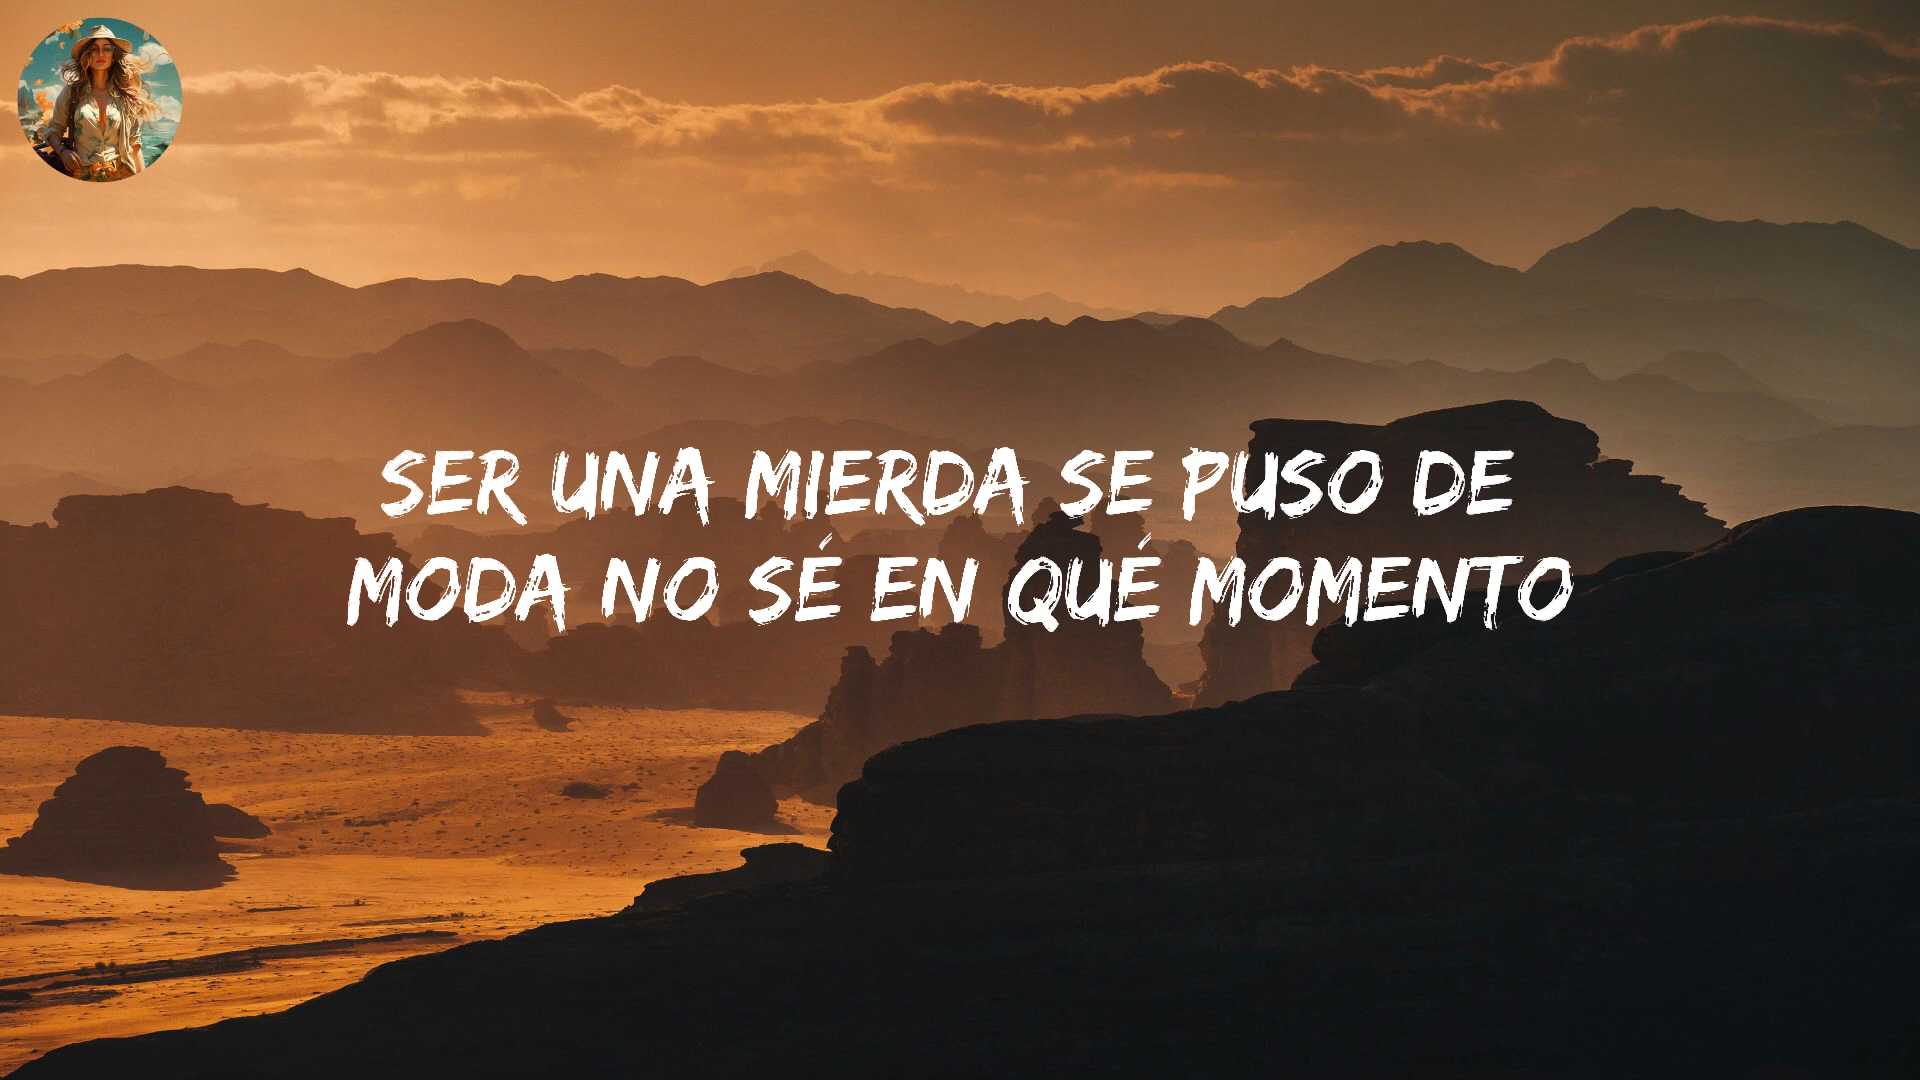 SER UNA MIERDA SE PUSO DE
MODA NO SÉ EN QUÉ MOMENTO